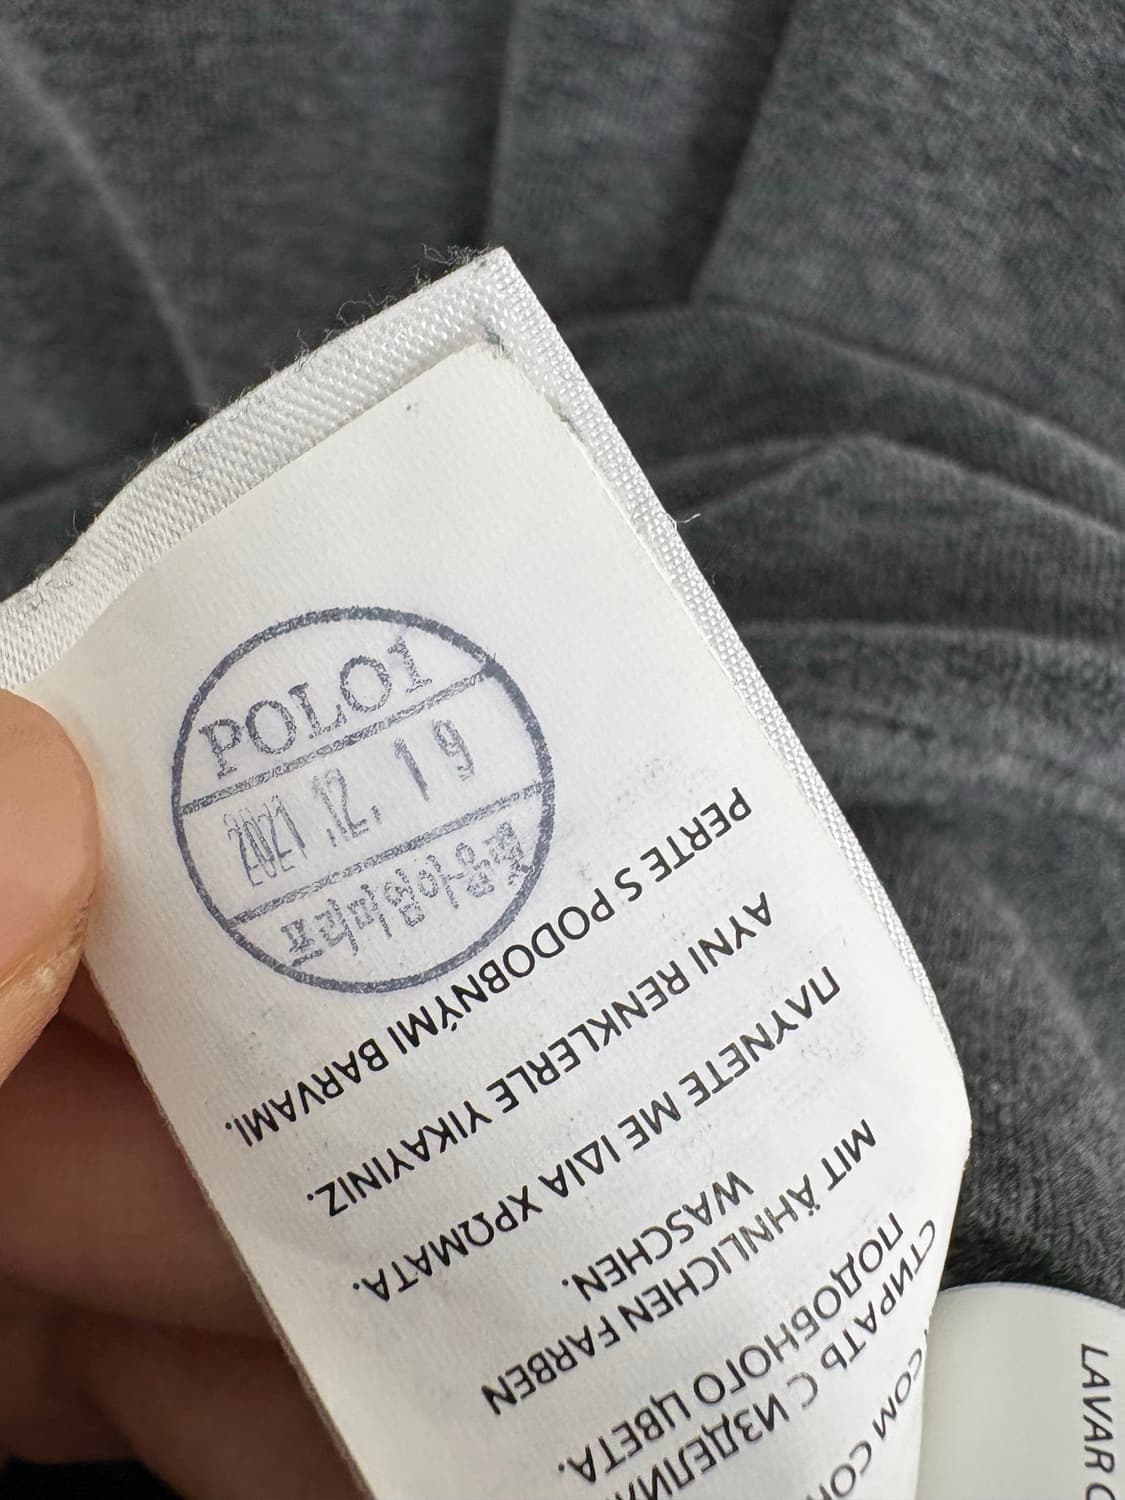 POLO1
2021 .12. 19
프리미엄아울렛
COM
СТИРАТЬ С
ПОДОБНОГО ЦВЕТА.
MIT ÄHNLICHEN FARBEN
WASCHEN.
ΠΛΥΝΕΤΕ ΜΕ ΙΔΙΑ ΧΡΩΜΑΤΑ.
AYNI RENKLERLE YIKAYINIZ.
PERTE S PODOBNÝMI BARVAMI.
LAVAR